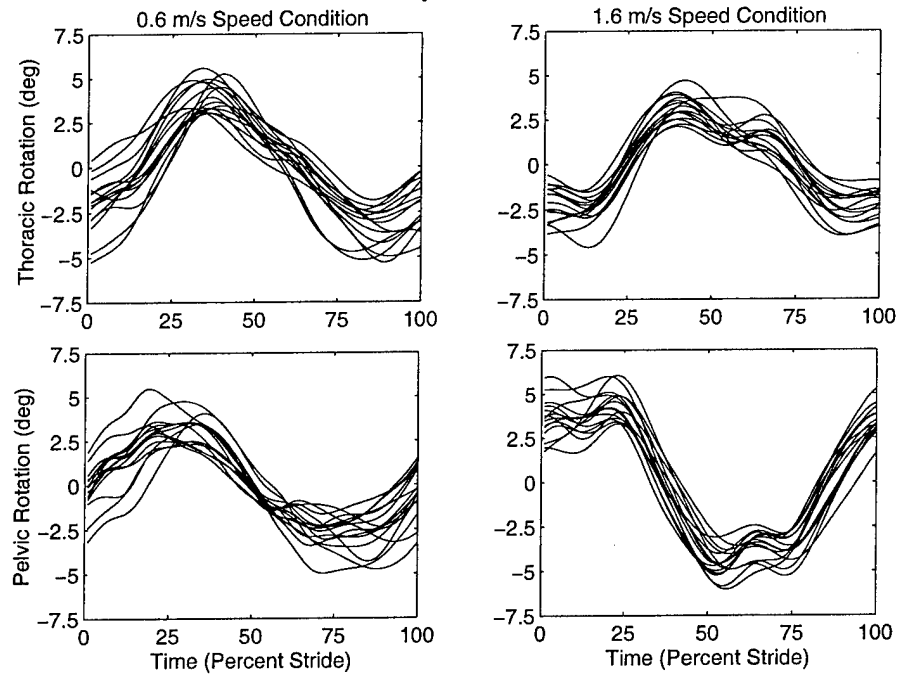 0.6 m/s Speed Condition
1.6 m/s Speed Condition
7.5
5
2.5
0
−2.5
−5
−7.5
Thoracic Rotation (deg)
0 25 50 75 100
7.5
5
2.5
0
−2.5
−5
−7.5
0 25 50 75 100
7.5
5
2.5
0
−2.5
−5
−7.5
Pelvic Rotation (deg)
0 25 50 75 100
Time (Percent Stride)
7.5
5
2.5
0
−2.5
−5
−7.5
0 25 50 75 100
Time (Percent Stride)